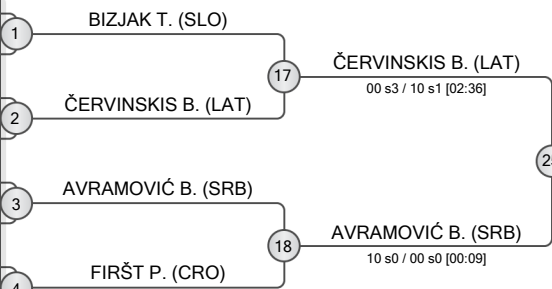 BIZJAK T. (SLO)
1
17
ČERVINSKIS B. (LAT)
00 s3 / 10 s1 [02:36]
ČERVINSKIS B. (LAT)
2
AVRAMOVIĆ B. (SRB)
3
18
AVRAMOVIĆ B. (SRB)
10 s0 / 00 s0 [00:09]
FIRŠT P. (CRO)
4